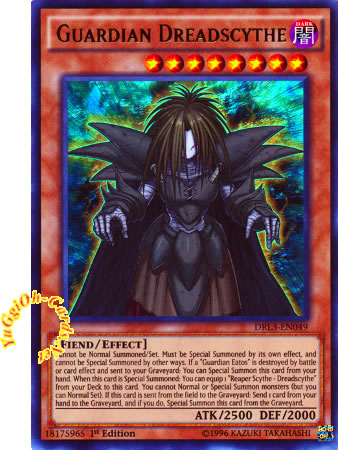 GUARDIAN DREADSCYTHE
DARK
闇
DRL3-EN049
[FIEND/EFFECT]
Cannot be Normal Summoned/Set. Must be Special Summoned by its own effect, and
cannot be Special Summoned by other ways. If a "Guardian Eatos" is destroyed by battle
or card effect and sent to your Graveyard: You can Special Summon this card from your
hand. When this card is Special Summoned: You can equip 1 "Reaper Scythe - Dreadscythe"
from your Deck to this card. You cannot Normal or Special Summon other monsters (but
you can Normal Set). If this card is sent from the field to the Graveyard: Send 1 card from your
hand to the Graveyard, and if you do, Special Summon this card from the Graveyard.
ATK/2500 DEF/2000
18175965 1st Edition ©1996 KAZUKI TAKAHASHI